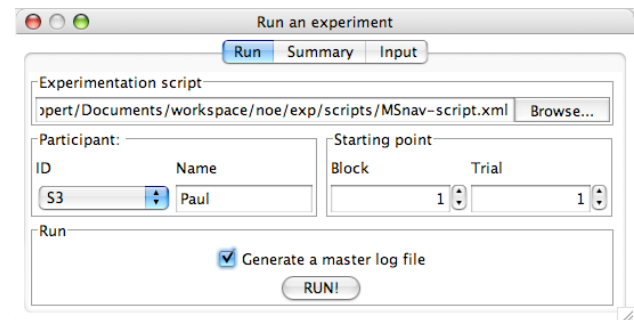 Run an experiment
Run Summary Input
Experimentation script
opert/Documents/workspace/noe/exp/scripts/MSnav-script.xml Browse...
Participant: Starting point
ID Name Block Trial
S3 Paul 1 1
Run
Generate a master log file
RUN!